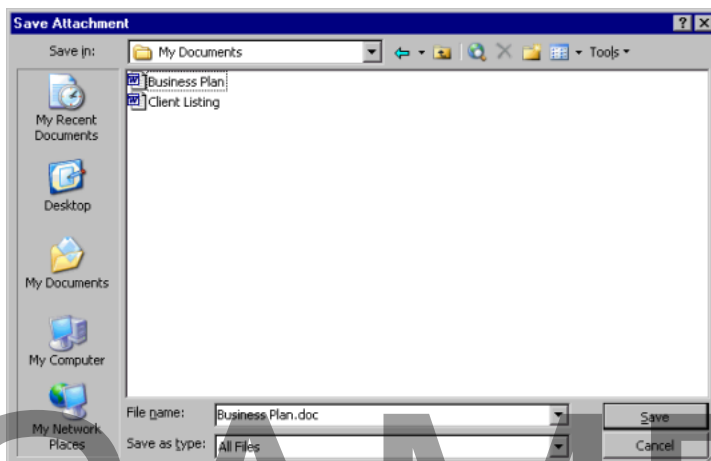 Save Attachment
Save in:
My Documents
Tools
Business Plan
Client Listing
My Recent
Documents
Desktop
My Documents
My Computer
My Network
Places
File name:
Business Plan.doc
Save
Save as type:
All Files
Cancel